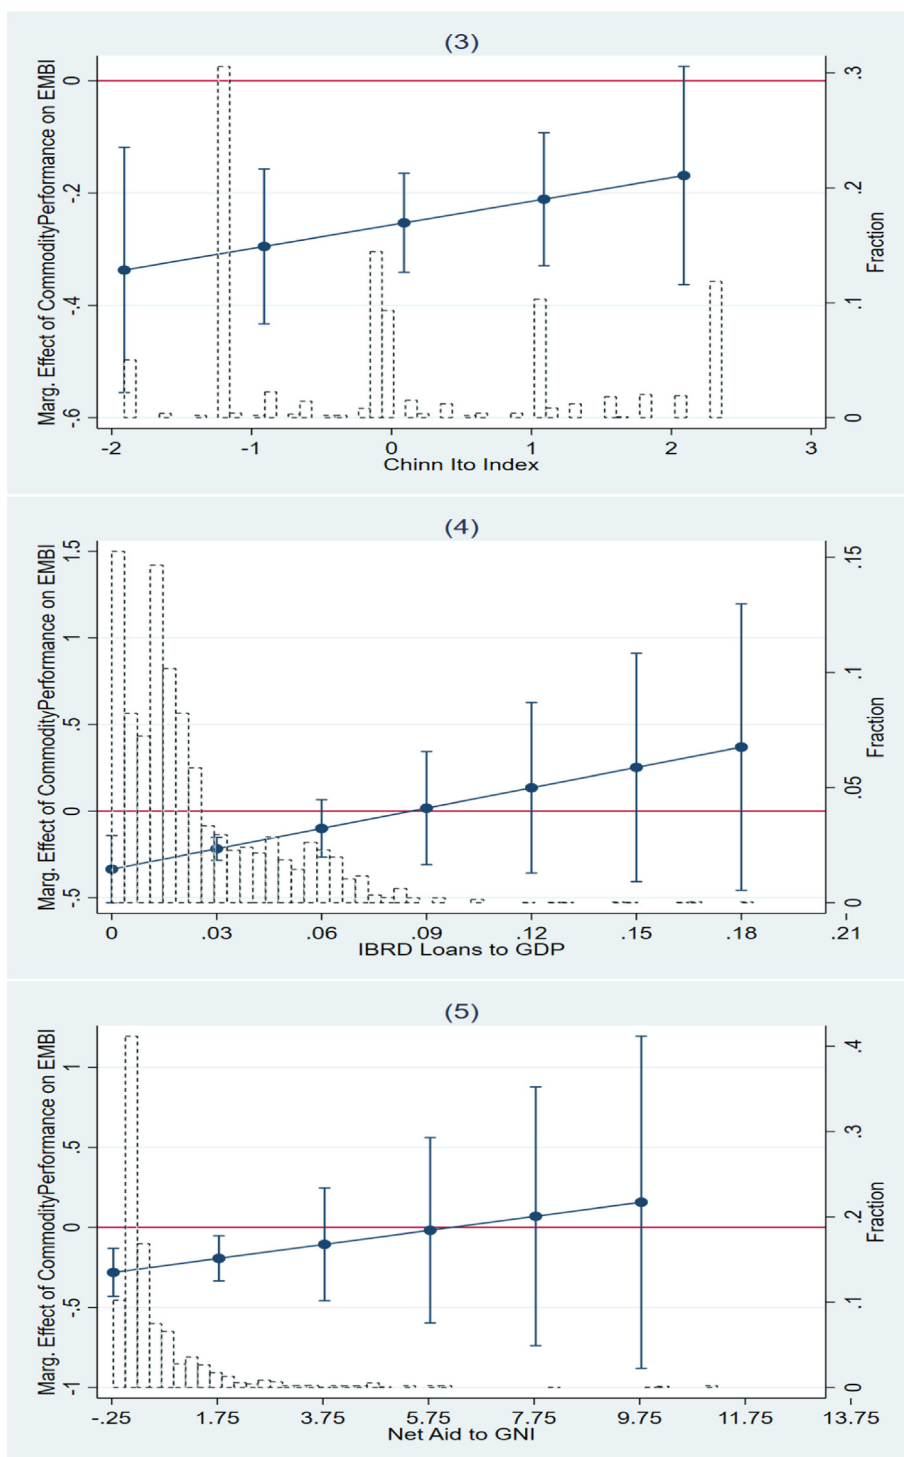 (3)
Marg. Effect of CommodityPerformance on EMBI
0
-.2
-.4
-.6
.3
.2
.1
0
Fraction
-2 -1 0 1 2 3
Chinn Ito Index
(4)
Marg. Effect of CommodityPerformance on EMBI
1.5
1
.5
0
-.5
.15
.1
.05
0
Fraction
0 .03 .06 .09 .12 .15 .18 .21
IBRD Loans to GDP
(5)
Marg. Effect of CommodityPerformance on EMBI
1
.5
0
-.5
-1
.4
.3
.2
.1
0
Fraction
-.25 1.75 3.75 5.75 7.75 9.75 11.75 13.75
Net Aid to GNI